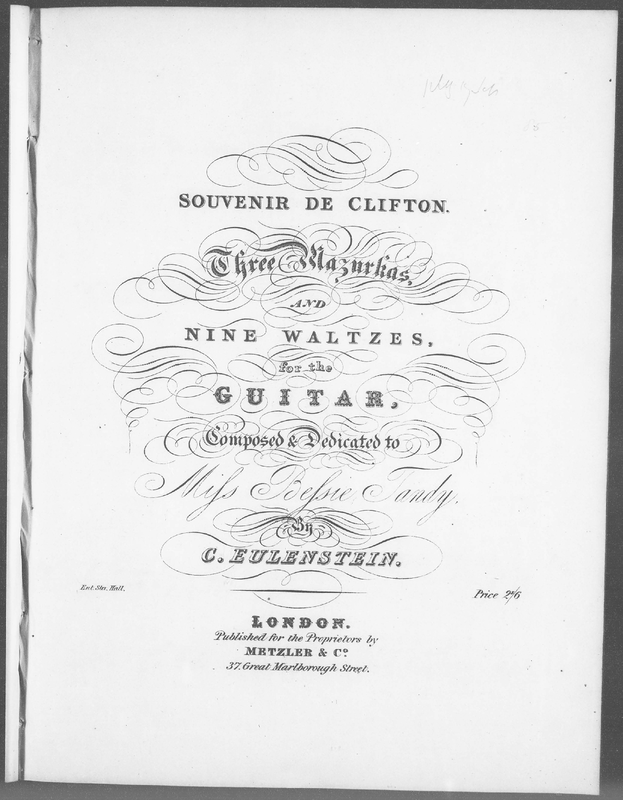 SOUVENIR DE CLIFTON.
Three Mazurkas,
AND
NINE WALTZES,
for the
GUITAR,
Composed & Dedicated to
Miſs Beſsie Tandy.
By
C. EULENSTEIN.
Ent. Sta. Hall.
Price 2/6
LONDON.
Published for the Proprietors by
METZLER & Cº.
37, Great Marlborough Street.